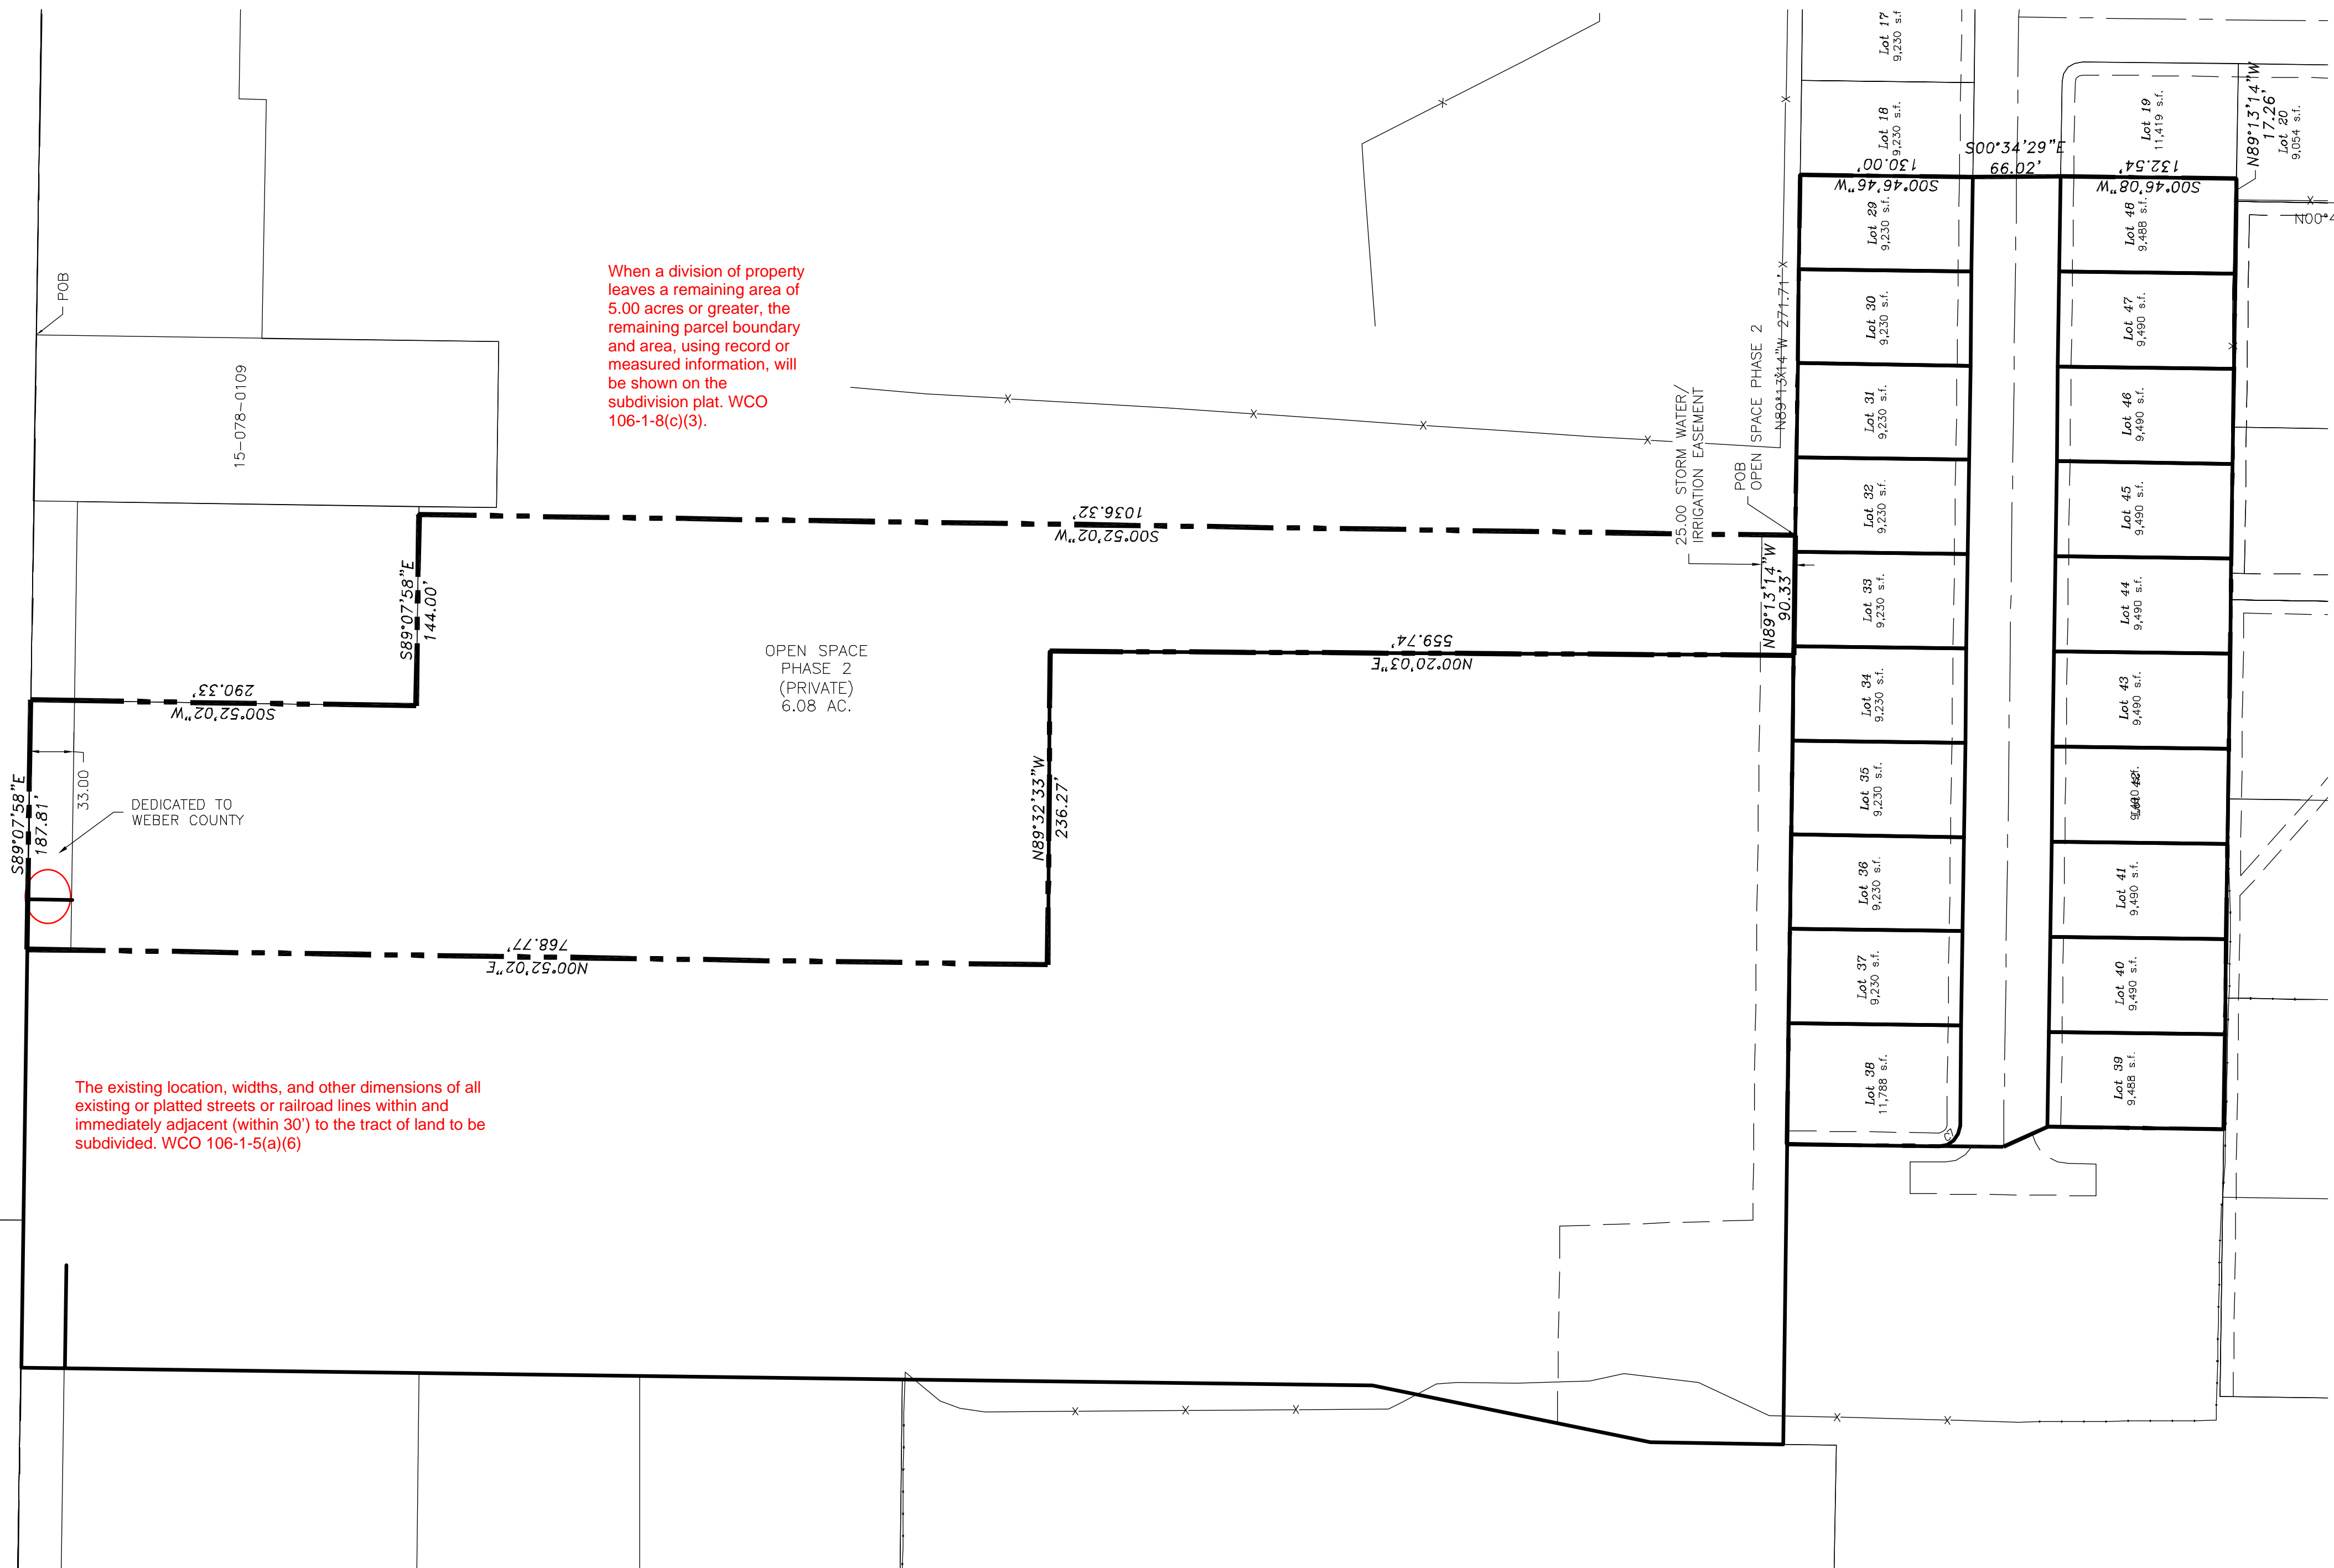 Lot 17
9,230 s.f.
Lot 18
9,230 s.f.
Lot 19
11,419 s.f.
N89°13'14"W
17.26'
Lot 20
9,054 s.f.
S00°34'29"E
66.02'
130.00'
S00°46'46"W
132.54'
S00°46'08"W
N00°4
Lot 29
9,230 s.f.
Lot 30
9,230 s.f.
Lot 31
9,230 s.f.
Lot 32
9,230 s.f.
Lot 33
9,230 s.f.
Lot 34
9,230 s.f.
Lot 35
9,230 s.f.
Lot 36
9,230 s.f.
Lot 37
9,230 s.f.
Lot 38
11,788 s.f.
Lot 48
9,488 s.f.
Lot 47
9,490 s.f.
Lot 46
9,490 s.f.
Lot 45
9,490 s.f.
Lot 44
9,490 s.f.
Lot 43
9,490 s.f.
Lot 42
9,490 s.f.
Lot 41
9,490 s.f.
Lot 40
9,490 s.f.
Lot 39
9,488 s.f.
C7
POB
15-078-0109
When a division of property
leaves a remaining area of
5.00 acres or greater, the
remaining parcel boundary
and area, using record or
measured information, will
be shown on the
subdivision plat. WCO
106-1-8(c)(3).
N89°13'14"W 271.71'
25.00 STORM WATER/
IRRIGATION EASEMENT
POB
OPEN SPACE PHASE 2
1036.32'
S00°52'02"W
S89°07'58"E
144.00'
N89°13'14"W
90.33'
559.74'
N00°20'03"E
OPEN SPACE
PHASE 2
(PRIVATE)
6.08 AC.
290.33'
S00°52'02"W
S89°07'58"E
187.81'
33.00
DEDICATED TO
WEBER COUNTY
N89°32'33"W
236.27'
768.77'
N00°52'02"E
The existing location, widths, and other dimensions of all
existing or platted streets or railroad lines within and
immediately adjacent (within 30') to the tract of land to be
subdivided. WCO 106-1-5(a)(6)